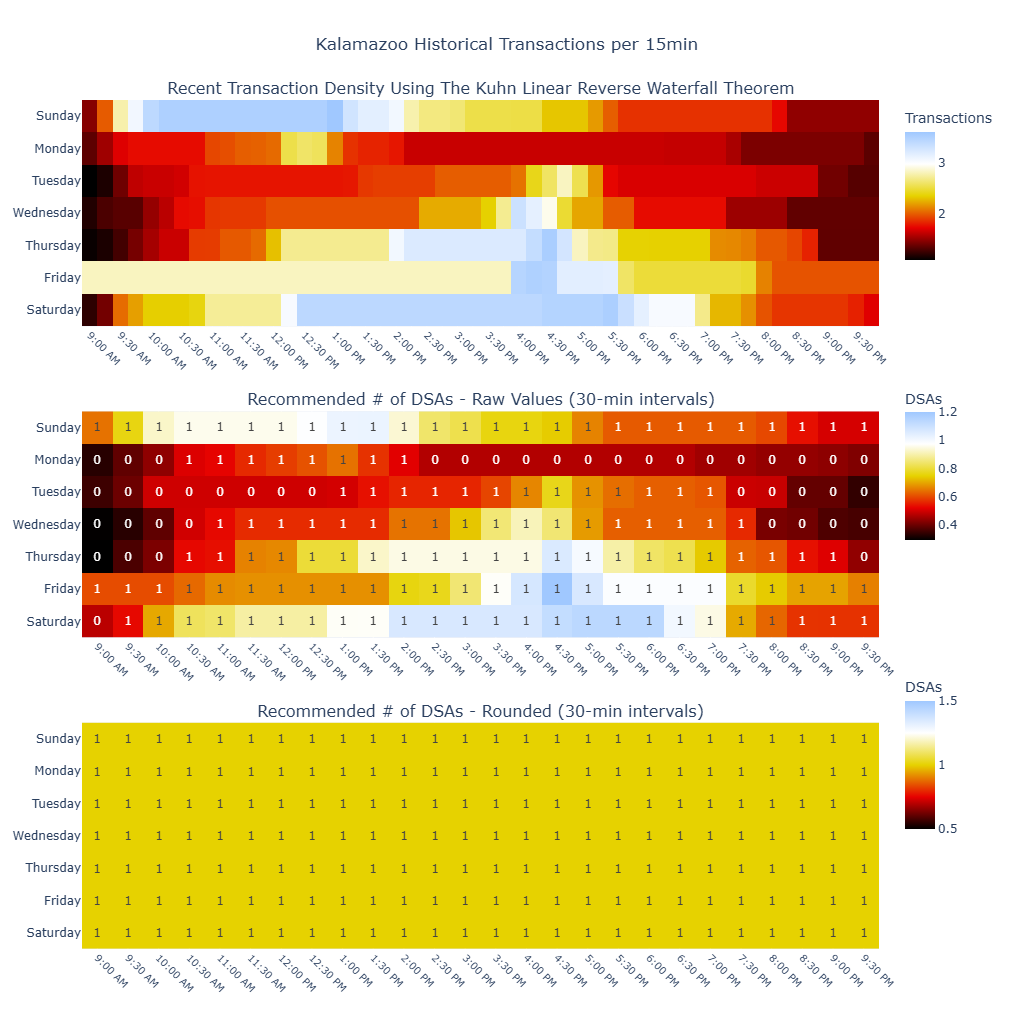 Kalamazoo Historical Transactions per 15min
Recent Transaction Density Using The Kuhn Linear Reverse Waterfall Theorem
Sunday
Monday
Tuesday
Wednesday
Thursday
Friday
Saturday
9:00 AM 9:30 AM 10:00 AM 10:30 AM 11:00 AM 11:30 AM 12:00 PM 12:30 PM 1:00 PM 1:30 PM 2:00 PM 2:30 PM 3:00 PM 3:30 PM 4:00 PM 4:30 PM 5:00 PM 5:30 PM 6:00 PM 6:30 PM 7:00 PM 7:30 PM 8:00 PM 8:30 PM 9:00 PM 9:30 PM
Transactions
3
2
Recommended # of DSAs - Raw Values (30-min intervals)
Sunday 1 1 1 1 1 1 1 1 1 1 1 1 1 1 1 1 1 1 1 1 1 1 1 1 1 1
Monday 0 0 0 1 1 1 1 1 1 1 1 0 0 0 0 0 0 0 0 0 0 0 0 0 0 0
Tuesday 0 0 0 0 0 0 0 0 1 1 1 1 1 1 1 1 1 1 1 1 1 0 0 0 0 0
Wednesday 0 0 0 0 1 1 1 1 1 1 1 1 1 1 1 1 1 1 1 1 1 1 0 0 0 0
Thursday 0 0 0 1 1 1 1 1 1 1 1 1 1 1 1 1 1 1 1 1 1 1 1 1 1 0
Friday 1 1 1 1 1 1 1 1 1 1 1 1 1 1 1 1 1 1 1 1 1 1 1 1 1 1
Saturday 0 1 1 1 1 1 1 1 1 1 1 1 1 1 1 1 1 1 1 1 1 1 1 1 1 1
9:00 AM 9:30 AM 10:00 AM 10:30 AM 11:00 AM 11:30 AM 12:00 PM 12:30 PM 1:00 PM 1:30 PM 2:00 PM 2:30 PM 3:00 PM 3:30 PM 4:00 PM 4:30 PM 5:00 PM 5:30 PM 6:00 PM 6:30 PM 7:00 PM 7:30 PM 8:00 PM 8:30 PM 9:00 PM 9:30 PM
DSAs
1.2
1
0.8
0.6
0.4
Recommended # of DSAs - Rounded (30-min intervals)
Sunday 1 1 1 1 1 1 1 1 1 1 1 1 1 1 1 1 1 1 1 1 1 1 1 1 1 1
Monday 1 1 1 1 1 1 1 1 1 1 1 1 1 1 1 1 1 1 1 1 1 1 1 1 1 1
Tuesday 1 1 1 1 1 1 1 1 1 1 1 1 1 1 1 1 1 1 1 1 1 1 1 1 1 1
Wednesday 1 1 1 1 1 1 1 1 1 1 1 1 1 1 1 1 1 1 1 1 1 1 1 1 1 1
Thursday 1 1 1 1 1 1 1 1 1 1 1 1 1 1 1 1 1 1 1 1 1 1 1 1 1 1
Friday 1 1 1 1 1 1 1 1 1 1 1 1 1 1 1 1 1 1 1 1 1 1 1 1 1 1
Saturday 1 1 1 1 1 1 1 1 1 1 1 1 1 1 1 1 1 1 1 1 1 1 1 1 1 1
9:00 AM 9:30 AM 10:00 AM 10:30 AM 11:00 AM 11:30 AM 12:00 PM 12:30 PM 1:00 PM 1:30 PM 2:00 PM 2:30 PM 3:00 PM 3:30 PM 4:00 PM 4:30 PM 5:00 PM 5:30 PM 6:00 PM 6:30 PM 7:00 PM 7:30 PM 8:00 PM 8:30 PM 9:00 PM 9:30 PM
DSAs
1.5
1
0.5